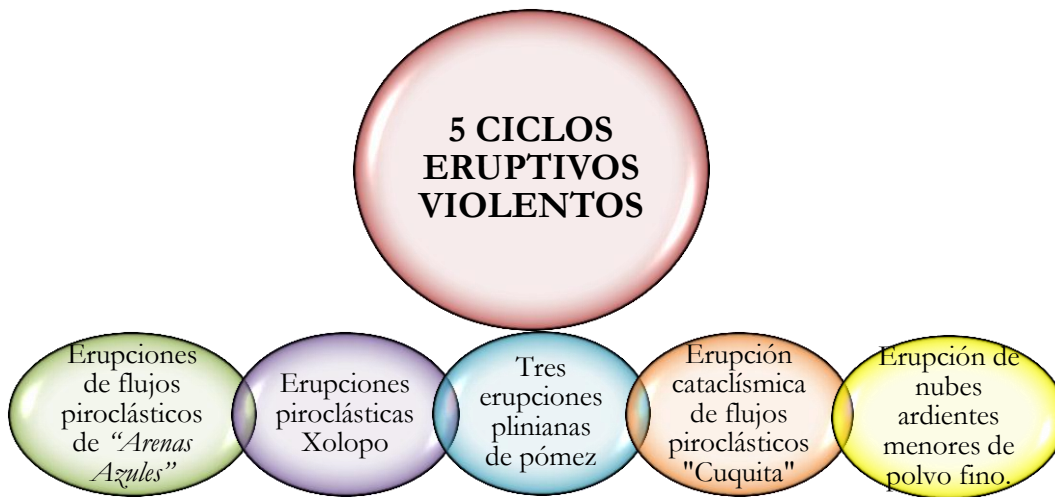 5 CICLOS
ERUPTIVOS
VIOLENTOS
Erupciones
de flujos
piroclásticos
de “Arenas
Azules”
Erupciones
piroclásticas
Xolopo
Tres
erupciones
plinianas
de pómez
Erupción
cataclísmica
de flujos
piroclásticos
"Cuquita"
Erupción de
nubes
ardientes
menores de
polvo fino.